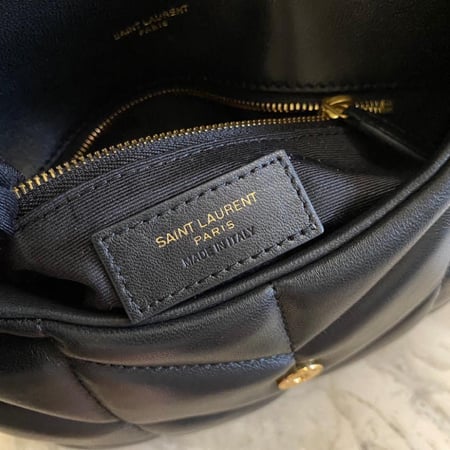 SAINT LAURENT
PARIS
SAINT LAURENT
PARIS
MADE IN ITALY